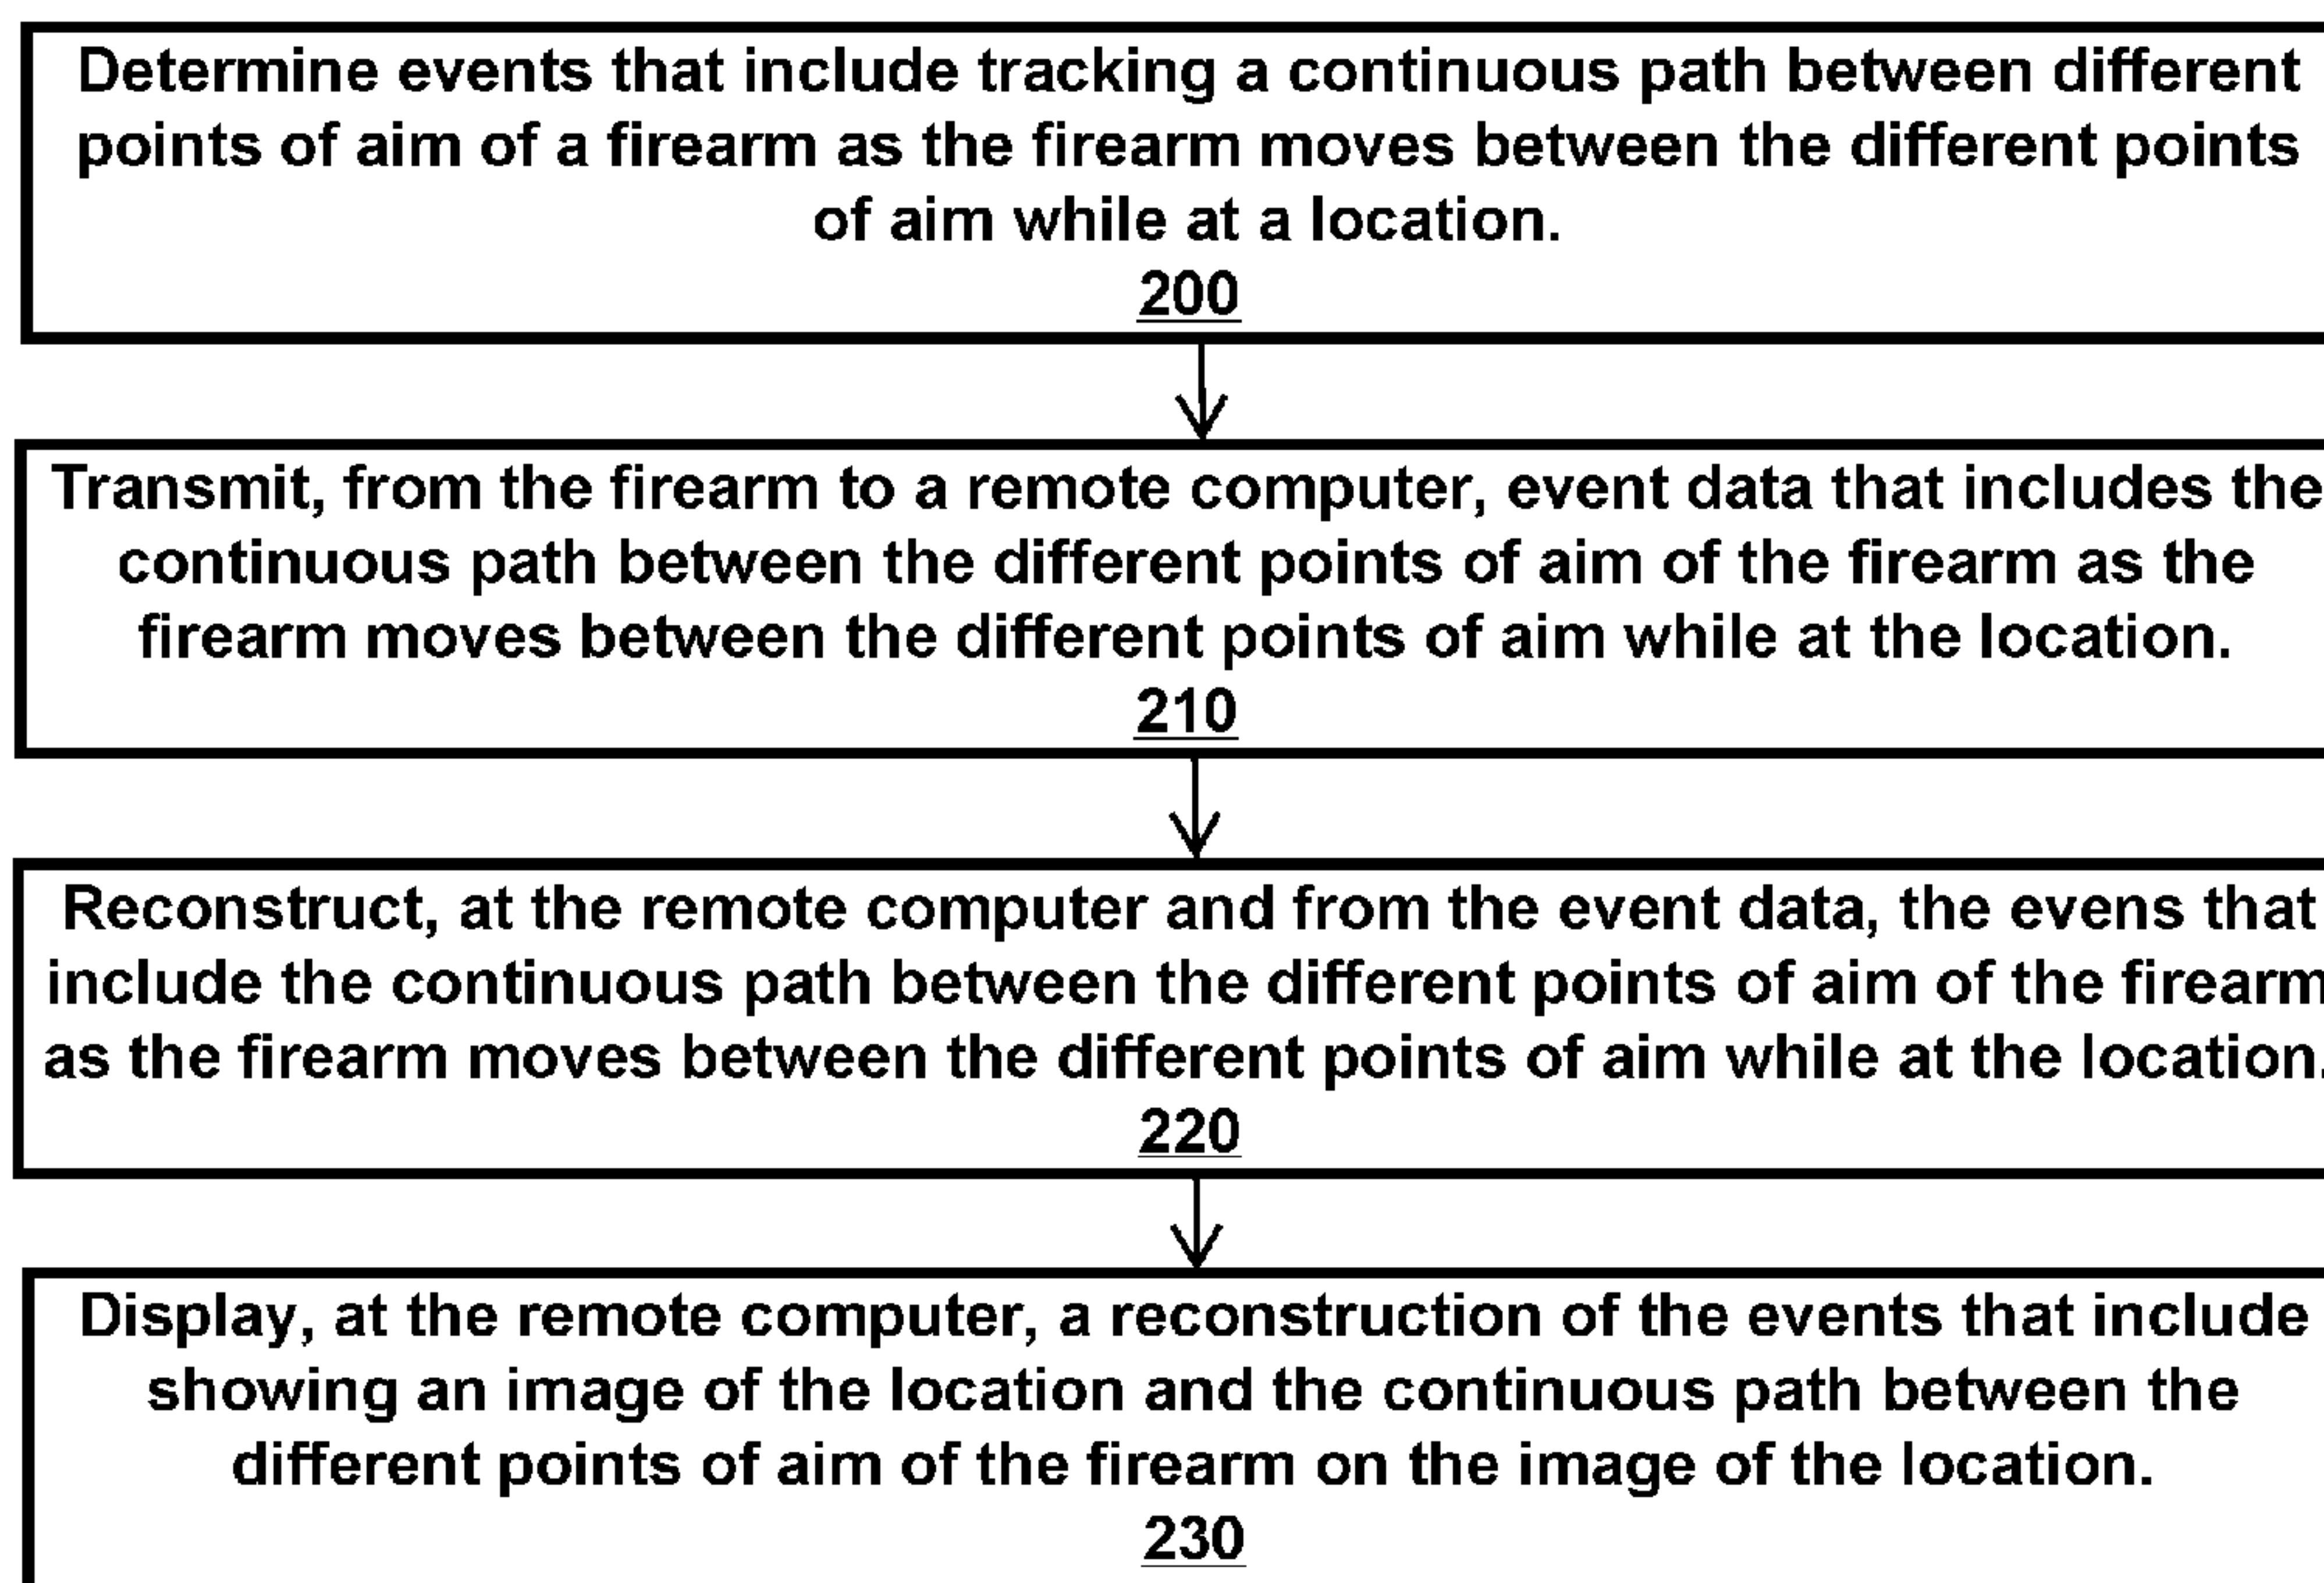 Determine events that include tracking a continuous path between different
points of aim of a firearm as the firearm moves between the different points
of aim while at a location.
200
Transmit, from the firearm to a remote computer, event data that includes the
continuous path between the different points of aim of the firearm as the
firearm moves between the different points of aim while at the location.
210
Reconstruct, at the remote computer and from the event data, the evens that
include the continuous path between the different points of aim of the firearm
as the firearm moves between the different points of aim while at the location.
220
Display, at the remote computer, a reconstruction of the events that include
showing an image of the location and the continuous path between the
different points of aim of the firearm on the image of the location.
230